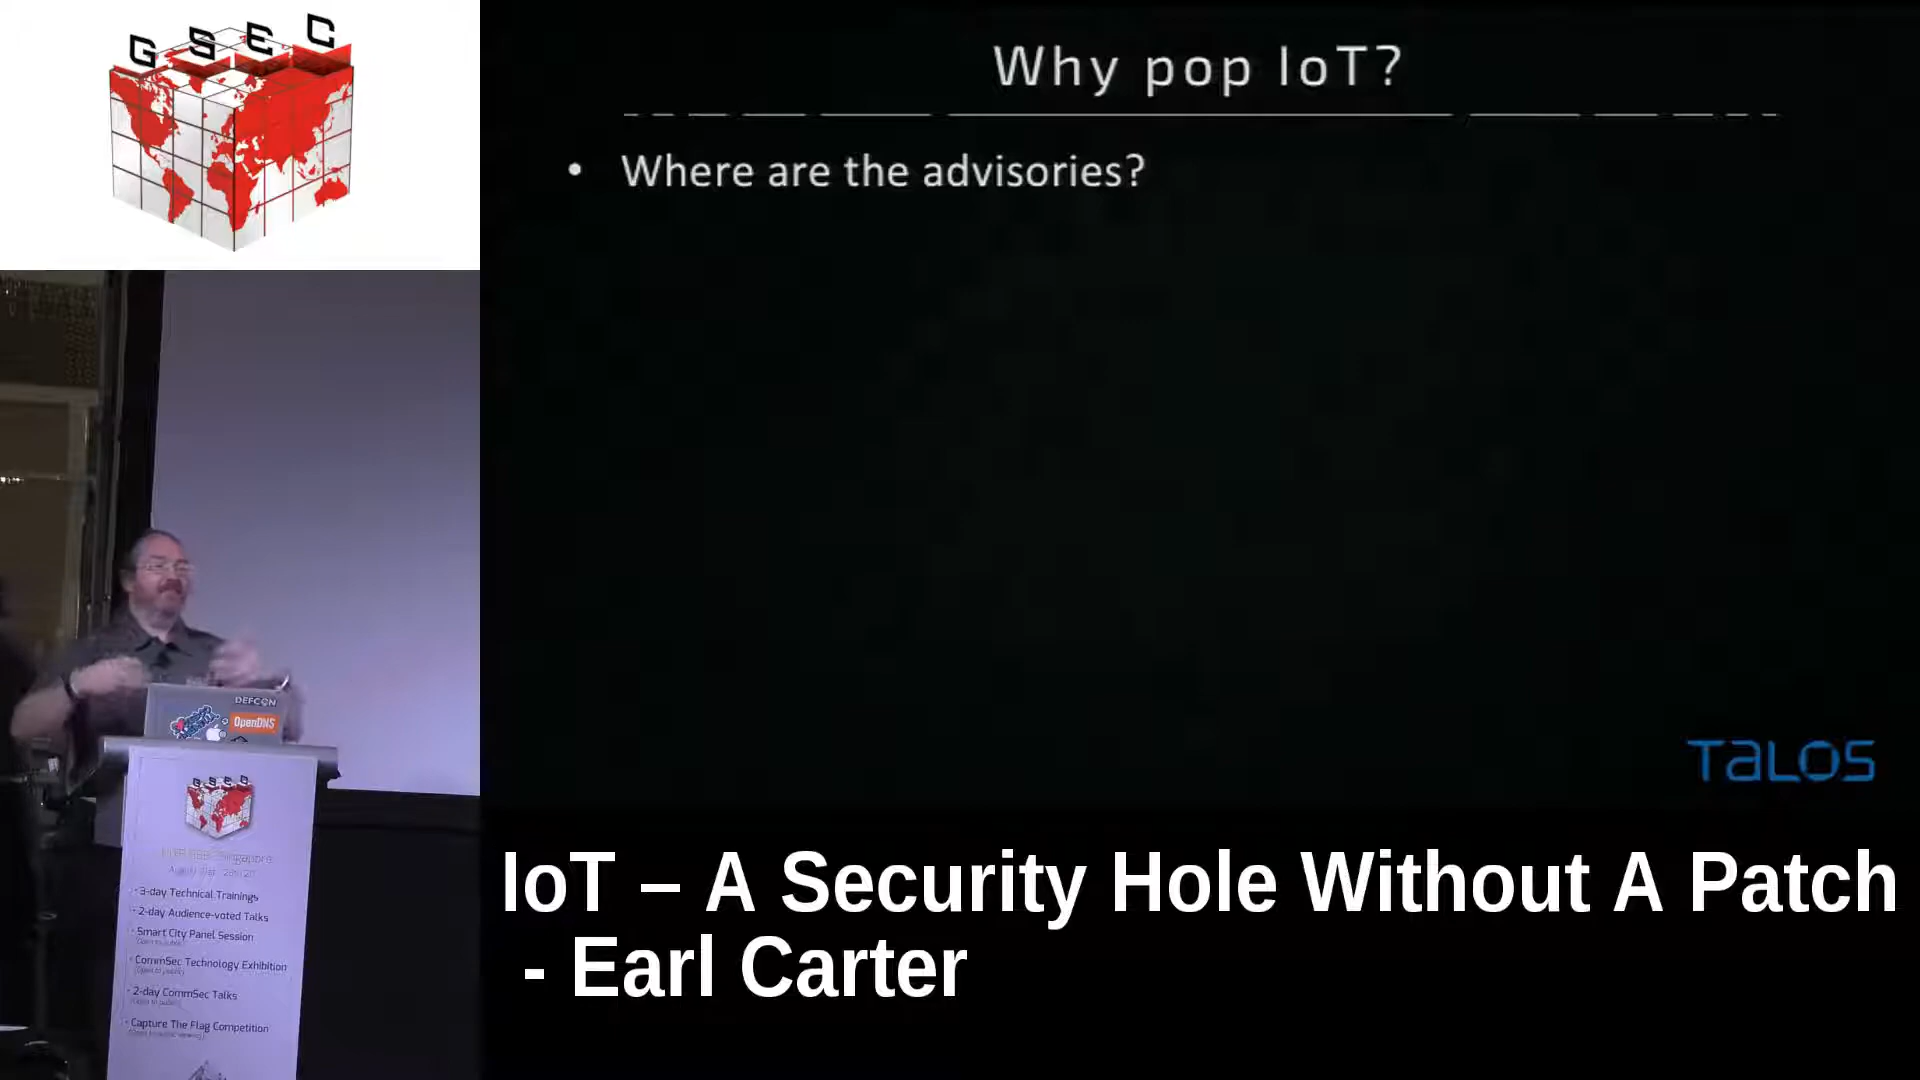 GSEC
Why pop IoT?
• Where are the advisories?
TALOS
IoT – A Security Hole Without A Patch
- Earl Carter
DEFCON
OpenDNS
GSEC
• 3-day Technical Trainings
• 2-day Audience-voted Talks
• Smart City Panel Session
• CommSec Technology Exhibition
• 2-day CommSec Talks
• Capture The Flag Competition